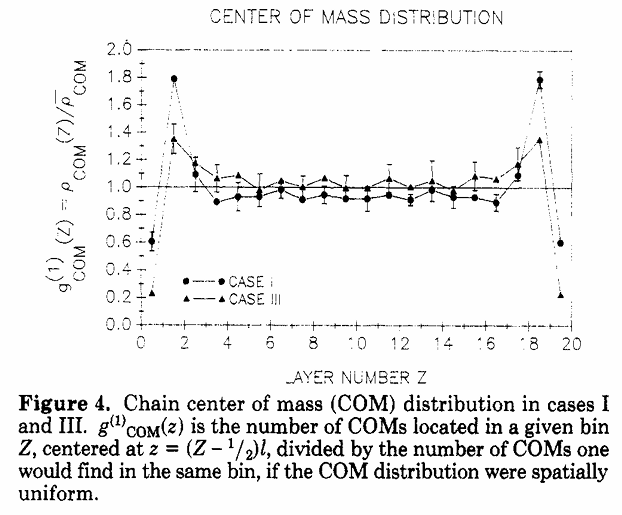 CENTER OF MASS DISTRIBUTION
g(1)COM (Z) = ρCOM (Z)/ρ̅COM
2.0
1.8
1.6
1.4
1.2
1.0
0.8
0.6
0.4
0.2
0.0
CASE I
CASE III
0 2 4 6 8 10 12 14 16 18 20
LAYER NUMBER Z
Figure 4. Chain center of mass (COM) distribution in cases I
and III. g(1)COM(z) is the number of COMs located in a given bin
Z, centered at z = (Z – 1/2)l, divided by the number of COMs one
would find in the same bin, if the COM distribution were spatially
uniform.